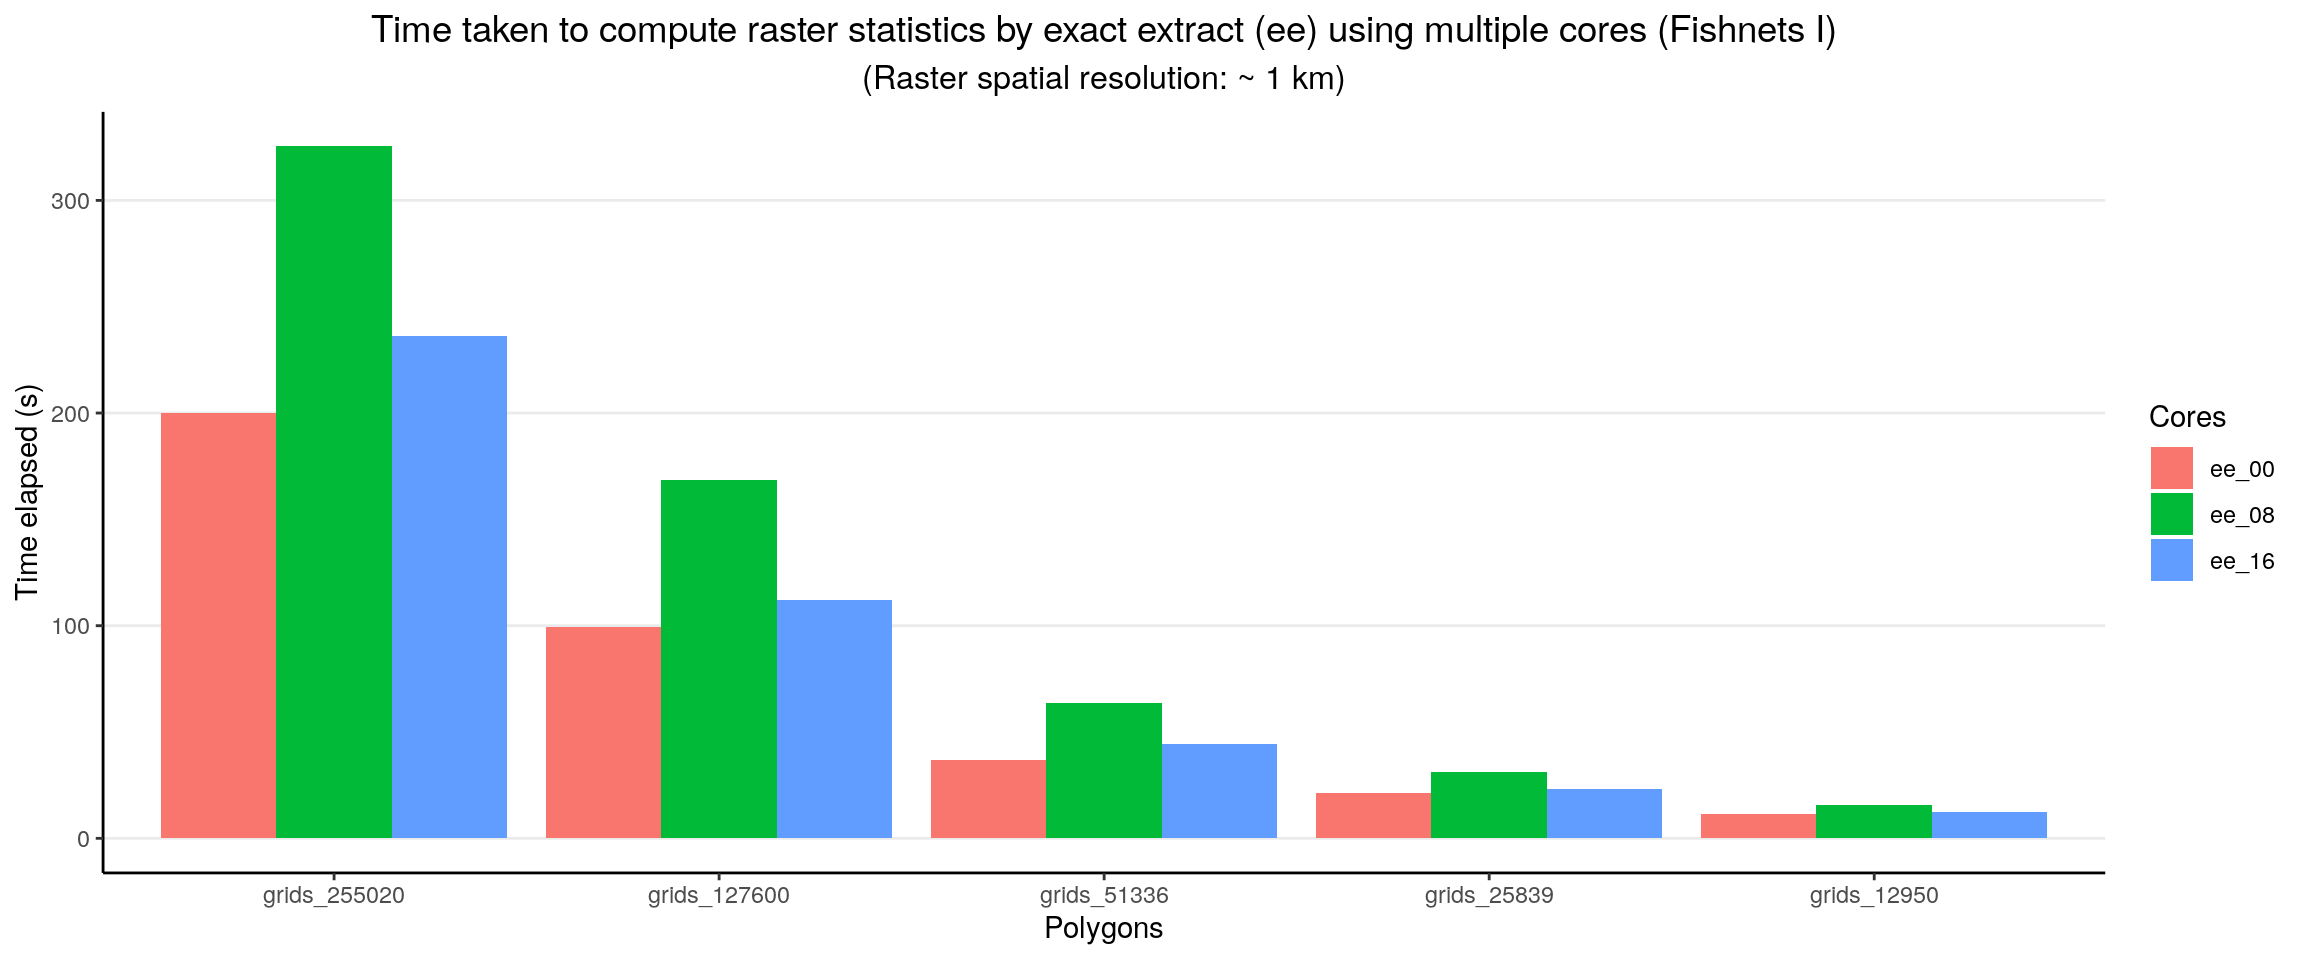 Time taken to compute raster statistics by exact extract (ee) using multiple cores (Fishnets I)
(Raster spatial resolution: ~ 1 km)
Time elapsed (s)
300
200
100
0
grids_255020
grids_127600
grids_51336
grids_25839
grids_12950
Polygons
Cores
ee_00
ee_08
ee_16